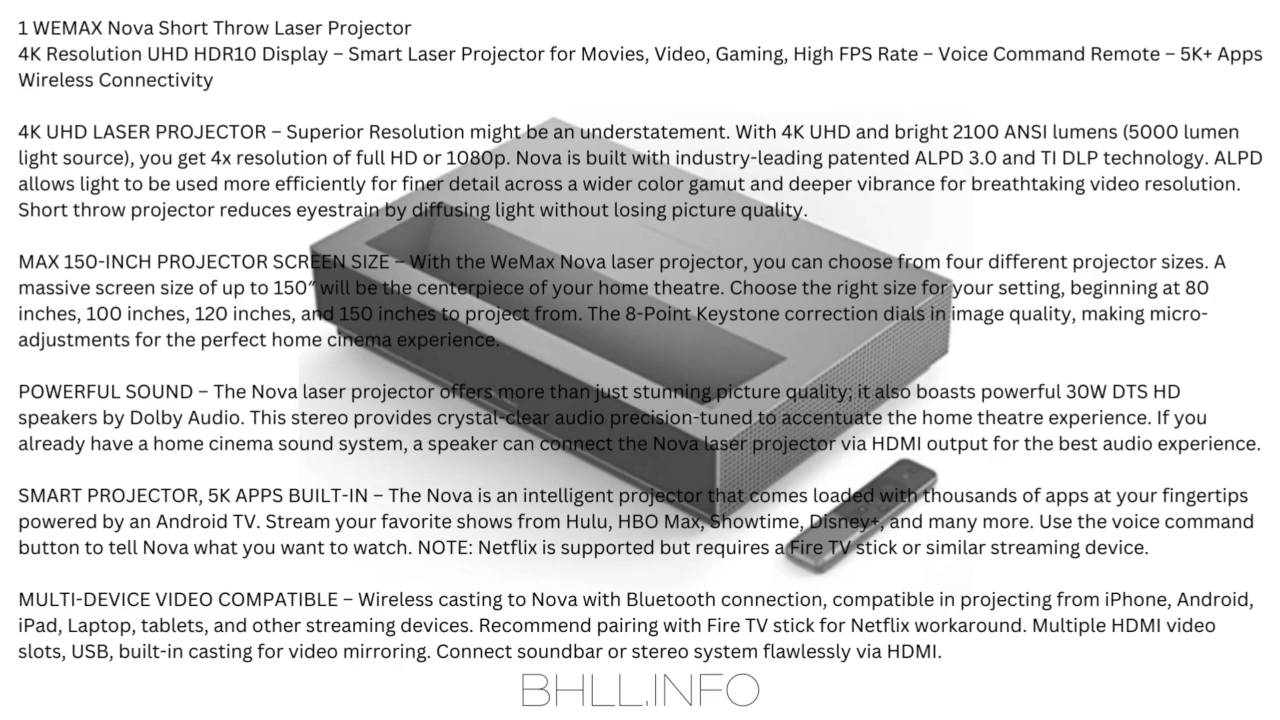 1 WEMAX Nova Short Throw Laser Projector
4K Resolution UHD HDR10 Display – Smart Laser Projector for Movies, Video, Gaming, High FPS Rate – Voice Command Remote – 5K+ Apps
Wireless Connectivity
4K UHD LASER PROJECTOR – Superior Resolution might be an understatement. With 4K UHD and bright 2100 ANSI lumens (5000 lumen
light source), you get 4x resolution of full HD or 1080p. Nova is built with industry-leading patented ALPD 3.0 and TI DLP technology. ALPD
allows light to be used more efficiently for finer detail across a wider color gamut and deeper vibrance for breathtaking video resolution.
Short throw projector reduces eyestrain by diffusing light without losing picture quality.
MAX 150-INCH PROJECTOR SCREEN SIZE – With the WeMax Nova laser projector, you can choose from four different projector sizes. A
massive screen size of up to 150″ will be the centerpiece of your home theatre. Choose the right size for your setting, beginning at 80
inches, 100 inches, 120 inches, and 150 inches to project from. The 8-Point Keystone correction dials in image quality, making micro-
adjustments for the perfect home cinema experience.
POWERFUL SOUND – The Nova laser projector offers more than just stunning picture quality; it also boasts powerful 30W DTS HD
speakers by Dolby Audio. This stereo provides crystal-clear audio precision-tuned to accentuate the home theatre experience. If you
already have a home cinema sound system, a speaker can connect the Nova laser projector via HDMI output for the best audio experience.
SMART PROJECTOR, 5K APPS BUILT-IN – The Nova is an intelligent projector that comes loaded with thousands of apps at your fingertips
powered by an Android TV. Stream your favorite shows from Hulu, HBO Max, Showtime, Disney+, and many more. Use the voice command
button to tell Nova what you want to watch. NOTE: Netflix is supported but requires a Fire TV stick or similar streaming device.
MULTI-DEVICE VIDEO COMPATIBLE – Wireless casting to Nova with Bluetooth connection, compatible in projecting from iPhone, Android,
iPad, Laptop, tablets, and other streaming devices. Recommend pairing with Fire TV stick for Netflix workaround. Multiple HDMI video
slots, USB, built-in casting for video mirroring. Connect soundbar or stereo system flawlessly via HDMI.
BHLL.INFO